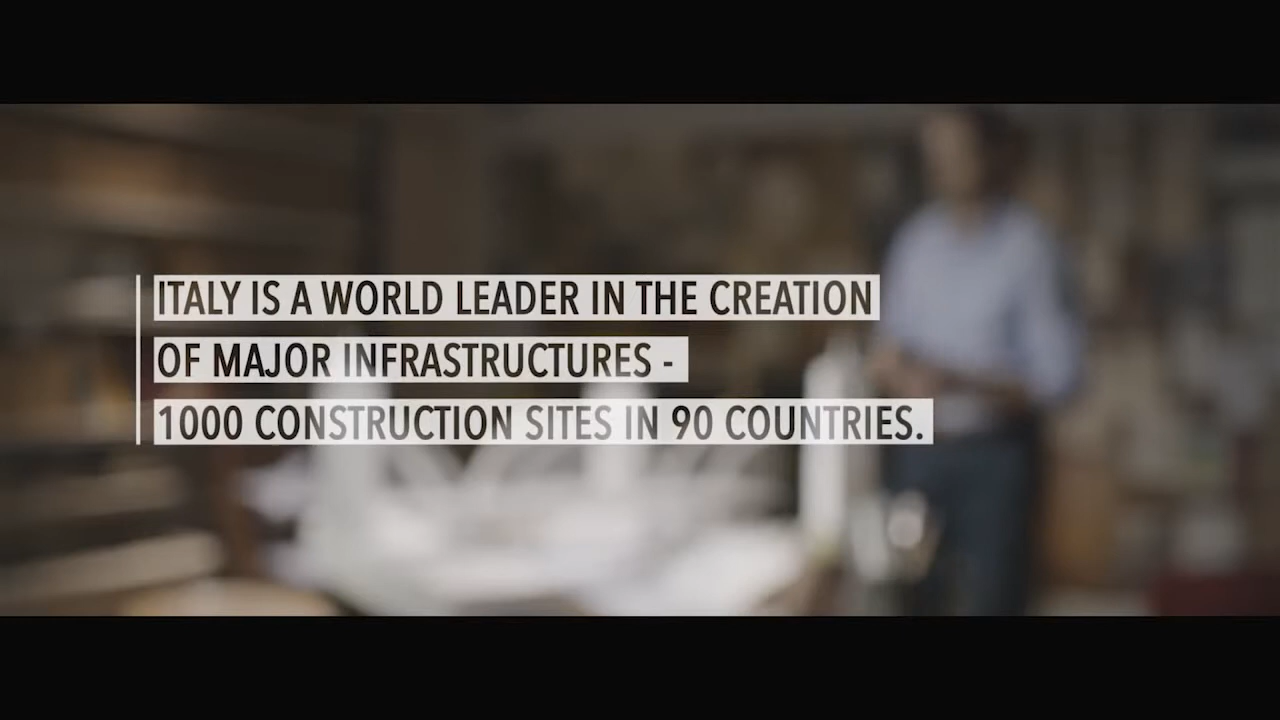 ITALY IS A WORLD LEADER IN THE CREATION
OF MAJOR INFRASTRUCTURES -
1000 CONSTRUCTION SITES IN 90 COUNTRIES.